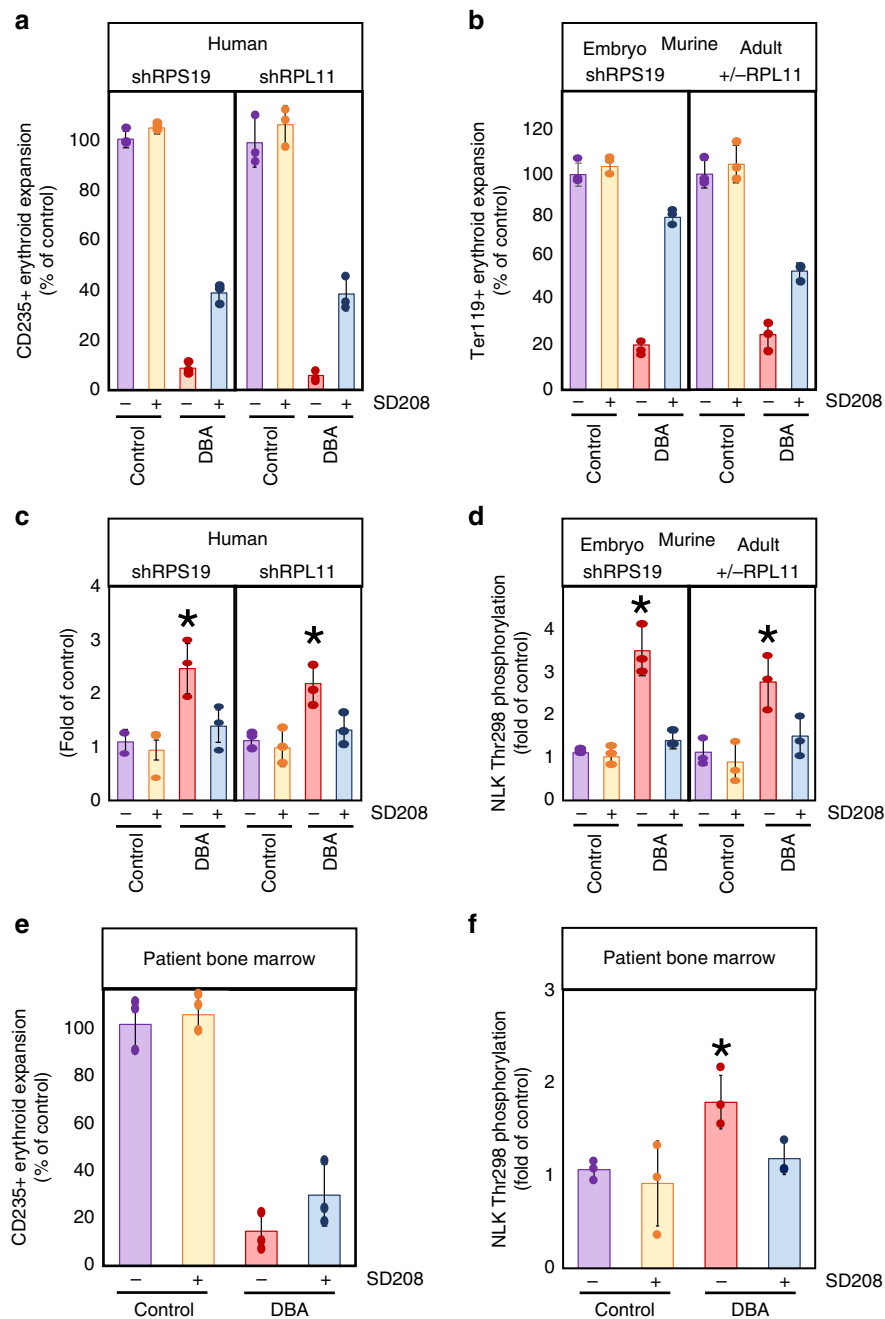 a
Human
shRPS19 shRPL11
CD235+ erythroid expansion
(% of control)
100
80
60
40
20
0
– + – + – + – + SD208
Control DBA Control DBA
b
Embryo Murine Adult
shRPS19 +/–RPL11
Ter119+ erythroid expansion
(% of control)
120
100
80
60
40
20
0
– + – + – + – + SD208
Control DBA Control DBA
c
Human
shRPS19 shRPL11
(Fold of control)
4
3
2
1
0
* *
– + – + – + – + SD208
Control DBA Control DBA
d
Embryo Murine Adult
shRPS19 +/–RPL11
NLK Thr298 phosphorylation
(fold of control)
4
3
2
1
0
* *
– + – + – + – + SD208
Control DBA Control DBA
e
Patient bone marrow
CD235+ erythroid expansion
(% of control)
100
80
60
40
20
0
– + – + SD208
Control DBA
f
Patient bone marrow
NLK Thr298 phosphorylation
(fold of control)
3
2
1
0
*
– + – + SD208
Control DBA